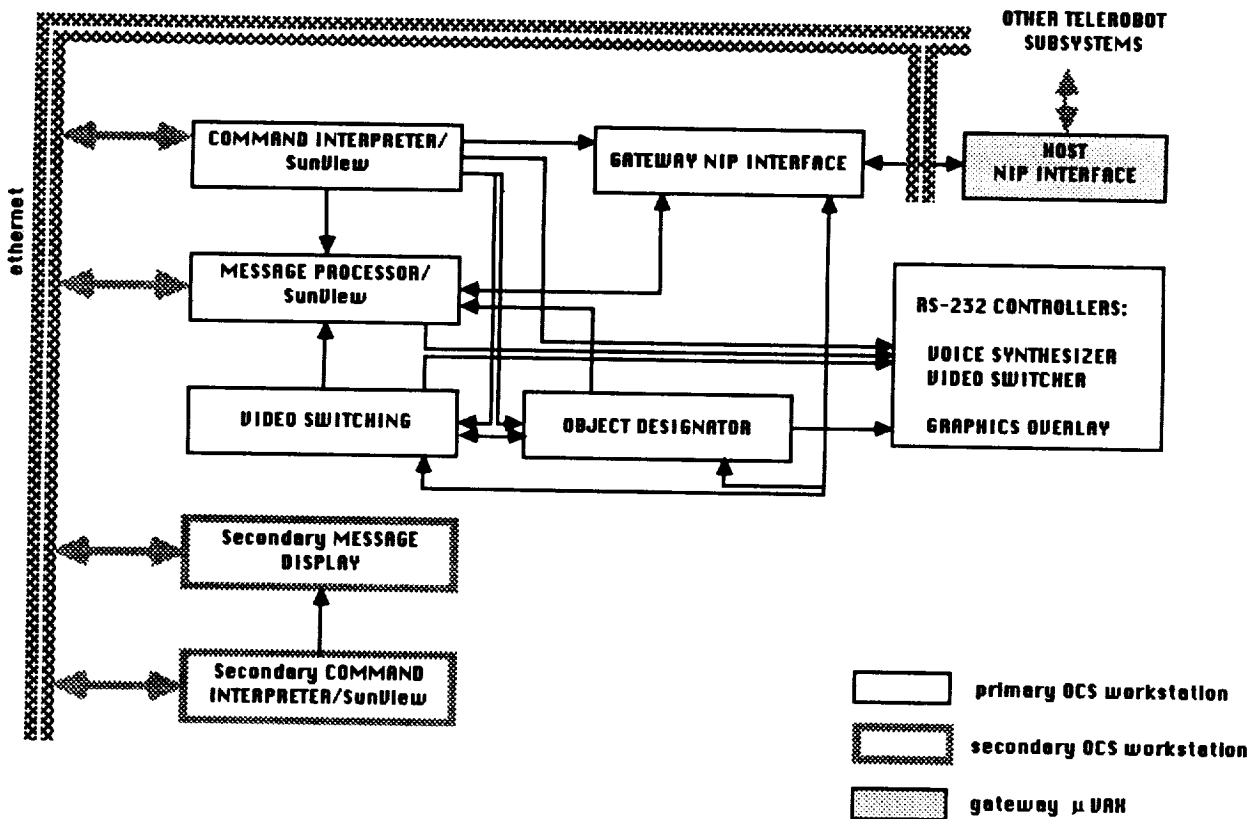 OTHER TELEROBOT
SUBSYSTEMS
ethernet
COMMAND INTERPRETER/
SunView
GATEWAY NIP INTERFACE
HOST
NIP INTERFACE
MESSAGE PROCESSOR/
SunView
RS-232 CONTROLLERS:
VOICE SYNTHESIZER
VIDEO SWITCHER
GRAPHICS OVERLAY
VIDEO SWITCHING
OBJECT DESIGNATOR
Secondary MESSAGE
DISPLAY
Secondary COMMAND
INTERPRETER/SunView
primary OCS workstation
secondary OCS workstation
gateway μ VAX